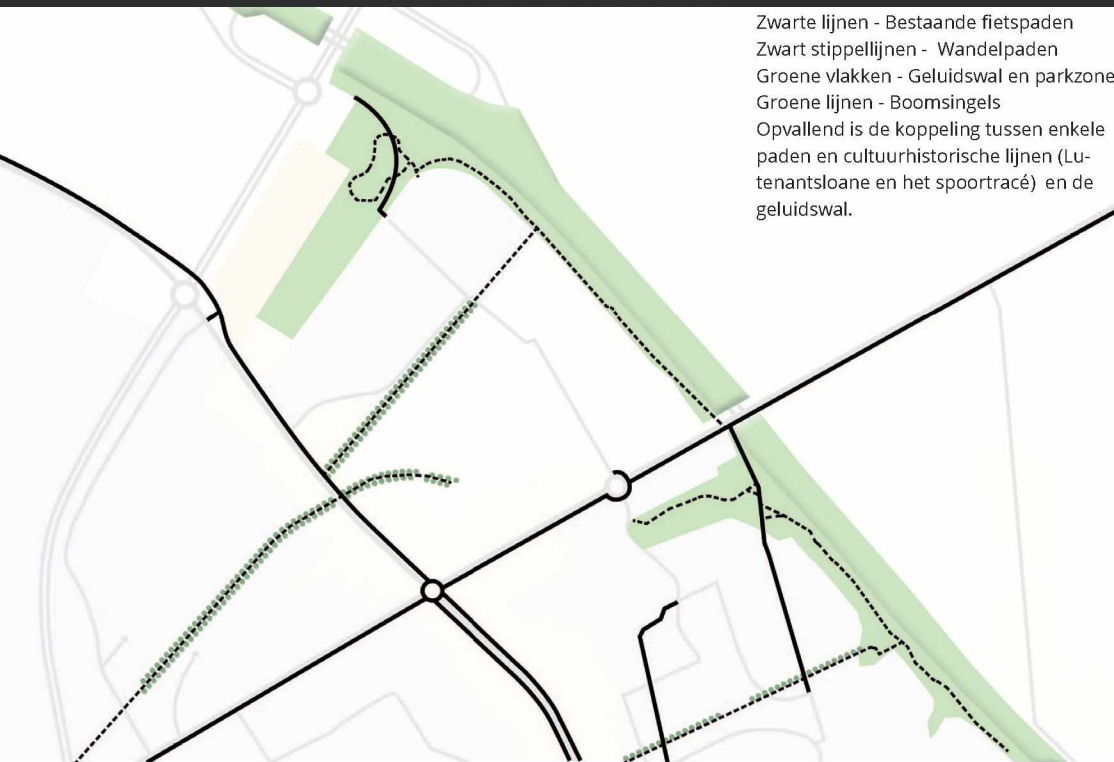 Zwarte lijnen - Bestaande fietspaden
Zwart stippellijnen -  Wandelpaden
Groene vlakken - Geluidswal en parkzone
Groene lijnen - Boomsingels
Opvallend is de koppeling tussen enkele
paden en cultuurhistorische lijnen (Lu-
tenantsloane en het spoortracé)  en de
geluidswal.